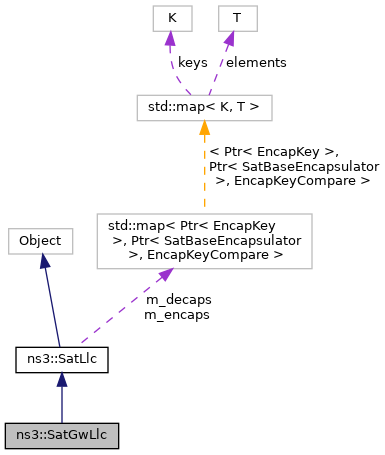 K
T
keys
elements
std::map< K, T >
< Ptr< EncapKey >,
Ptr< SatBaseEncapsulator
>, EncapKeyCompare >
std::map< Ptr< EncapKey
>, Ptr< SatBaseEncapsulator
>, EncapKeyCompare >
Object
m_decaps
m_encaps
ns3::SatLlc
ns3::SatGwLlc